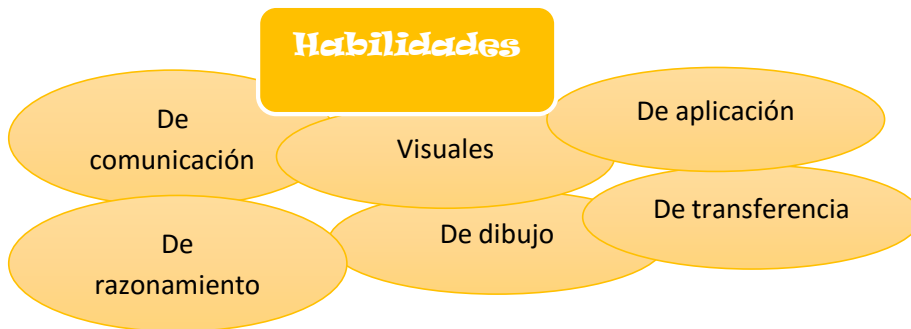 Habilidades
De
comunicación
Visuales
De aplicación
De
razonamiento
De dibujo
De transferencia